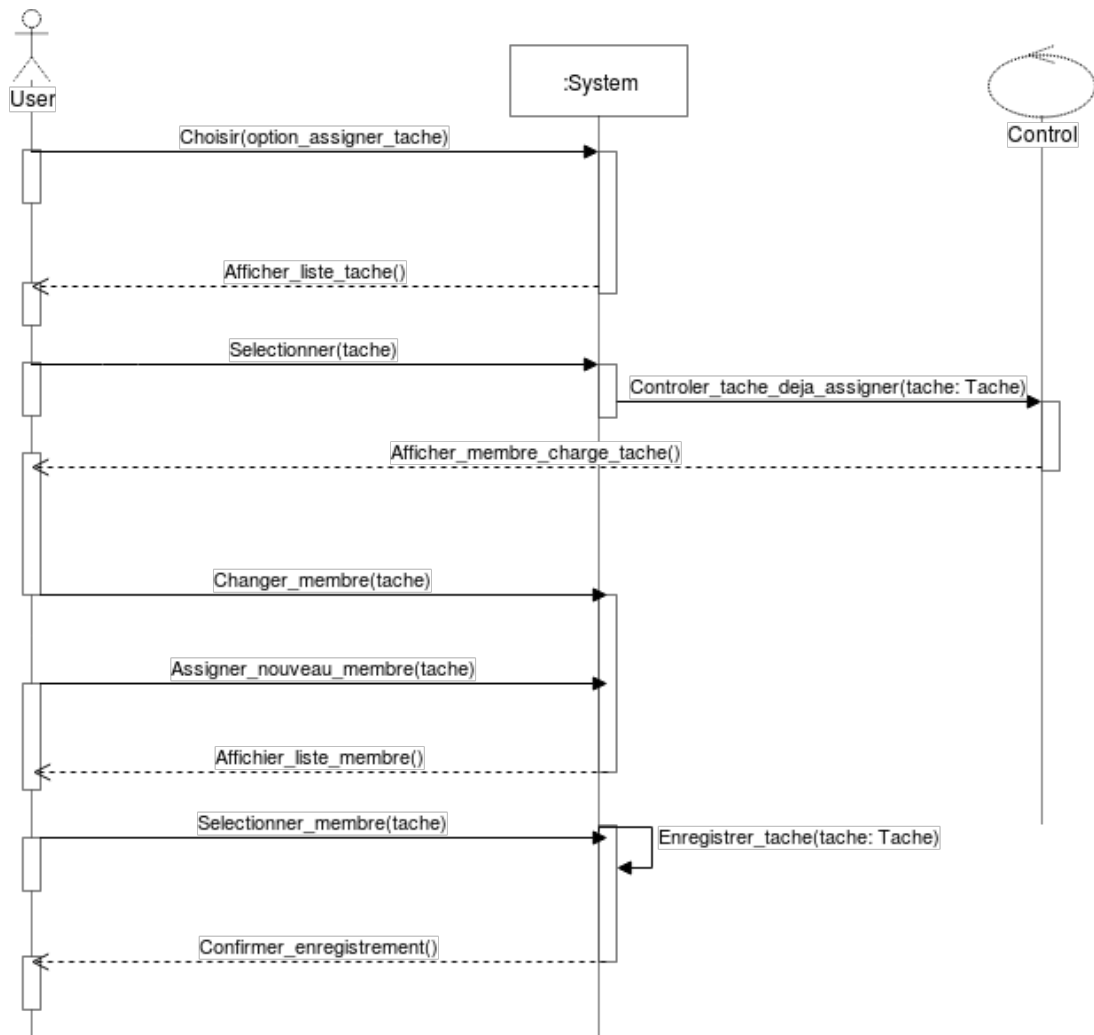 User
:System
Control
Choisir(option_assigner_tache)
Afficher_liste_tache()
Selectionner(tache)
Controler_tache_deja_assigner(tache: Tache)
Afficher_membre_charge_tache()
Changer_membre(tache)
Assigner_nouveau_membre(tache)
Affichier_liste_membre()
Selectionner_membre(tache)
Enregistrer_tache(tache: Tache)
Confirmer_enregistrement()